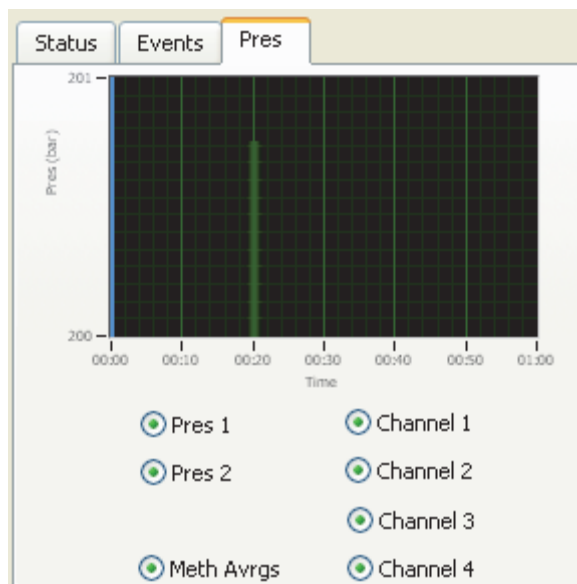 Status Events Pres
201
Pres (bar)
200
00:00 00:10 00:20 00:30 00:40 00:50 01:00
Time
Pres 1 Channel 1
Pres 2 Channel 2
Channel 3
Meth Avrgs Channel 4